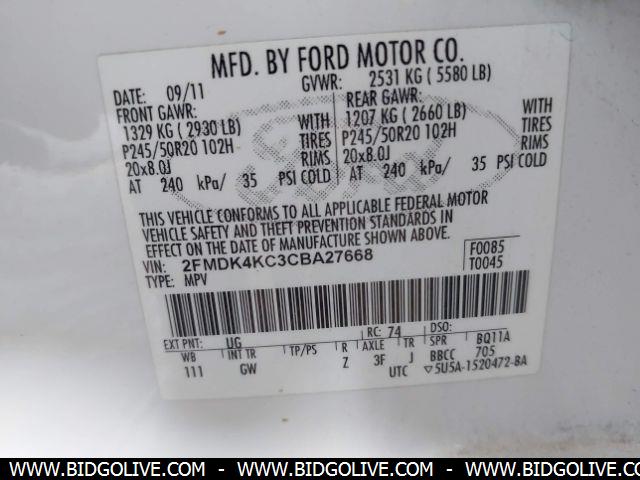 MFD. BY FORD MOTOR CO.
DATE: 09/11 GVWR: 2531 KG ( 5580 LB)
FRONT GAWR: REAR GAWR:
1329 KG ( 2930 LB) WITH 1207 KG ( 2660 LB) WITH
P245/50R20 102H TIRES P245/50R20 102H TIRES
20x8.0J RIMS 20x8.0J RIMS
AT 240 kPa/ 35 PSI COLD AT 240 kPa/ 35 PSI COLD
THIS VEHICLE CONFORMS TO ALL APPLICABLE FEDERAL MOTOR
VEHICLE SAFETY AND THEFT PREVENTION STANDARDS IN
EFFECT ON THE DATE OF MANUFACTURE SHOWN ABOVE.
VIN: 2FMDK4KC3CBA27668 F0085
TYPE: MPV T0045
EXT PNT: UG RC: 74 DSO:
WB INT TR TP/PS R AXLE TR SPR BQ11A
111 GW Z 3F J BBCC 705
UTC ▽5U5A-1520472-BA
WWW.BIDGOLIVE.COM - WWW.BIDGOLIVE.COM - WWW.BIDGOLIVE.COM